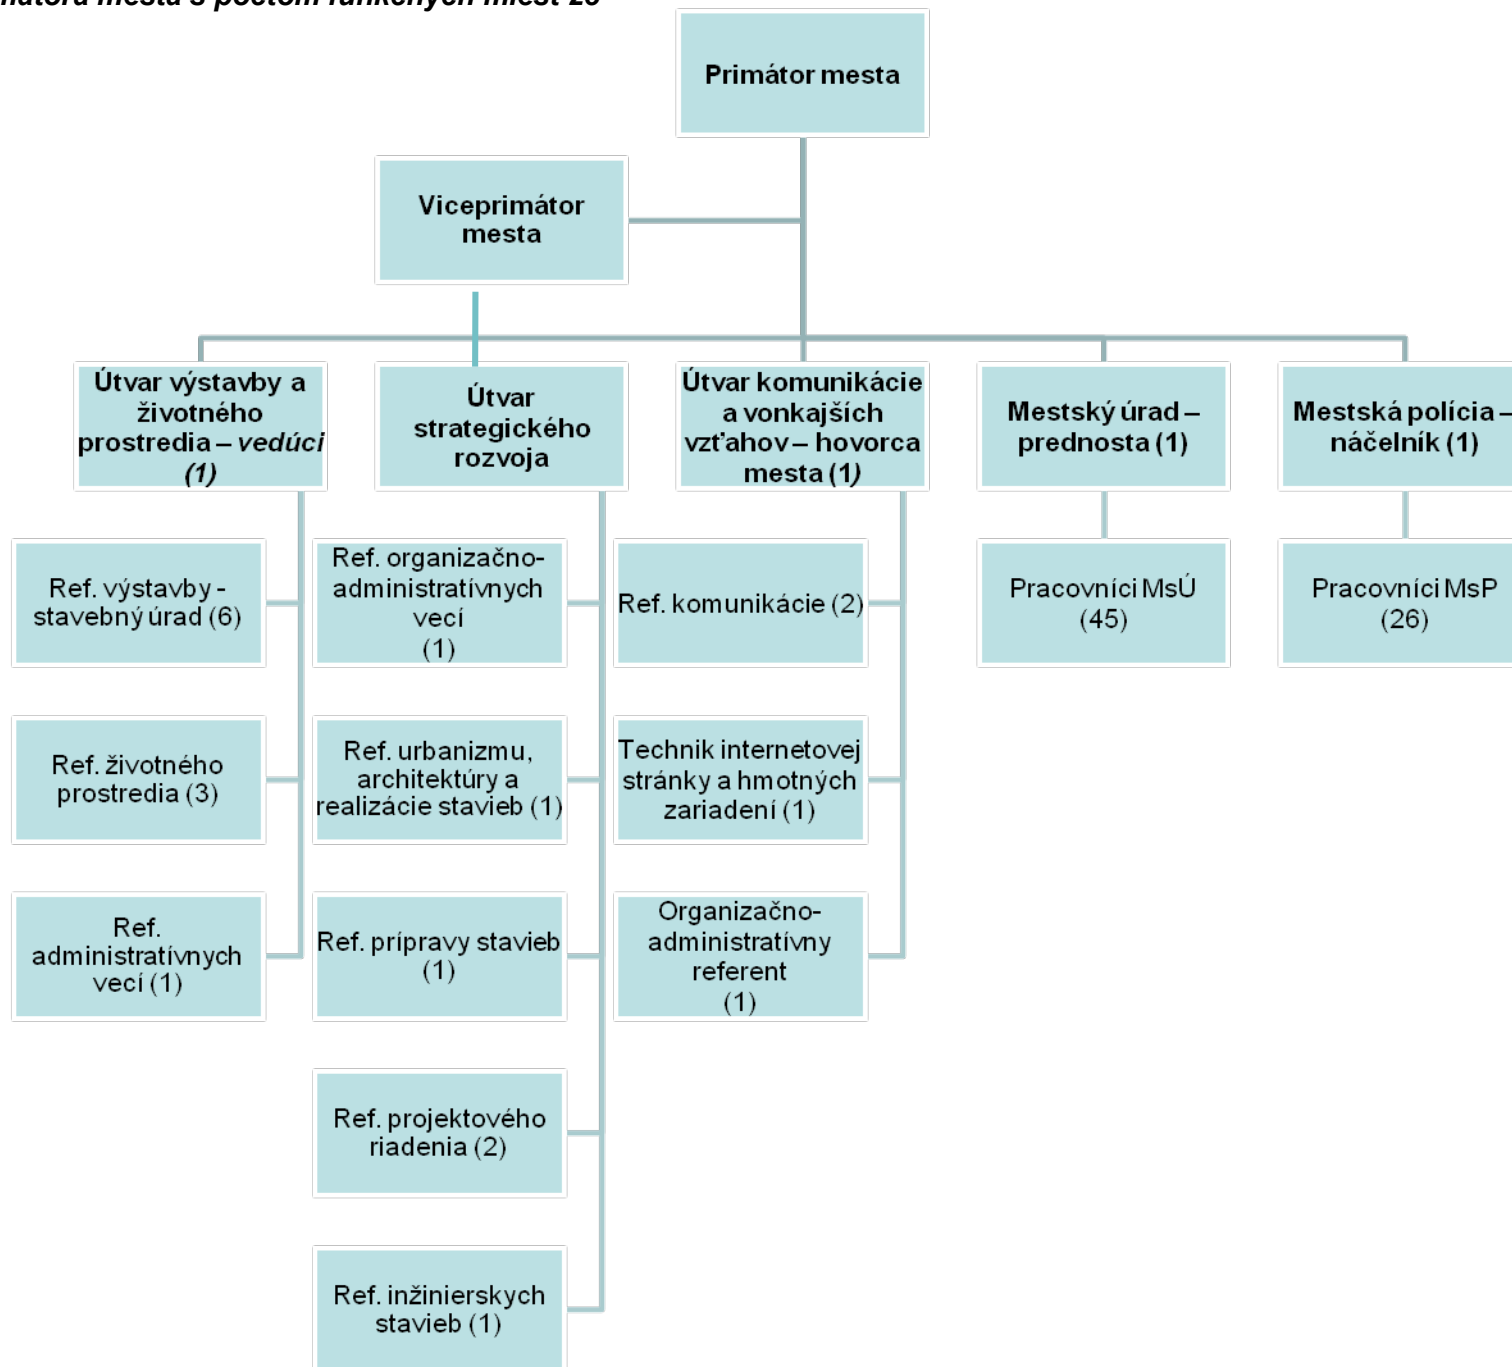 mesta s počtom funkčných miest
Primátor mesta
Viceprimátor
mesta
Útvar výstavby a
životného
prostredia – vedúci
(1)
Útvar
strategického
rozvoja
Útvar komunikácie
a vonkajších
vzťahov – hovorca
mesta (1)
Mestský úrad –
prednosta (1)
Mestská polícia –
náčelník (1)
Ref. výstavby -
stavebný úrad (6)
Ref. organizačno-
administratívnych
vecí
(1)
Ref. komunikácie (2)
Pracovníci MsÚ
(45)
Pracovníci MsP
(26)
Ref. životného
prostredia (3)
Ref. urbanizmu,
architektúry a
realizácie stavieb (1)
Technik internetovej
stránky a hmotných
zariadení (1)
Ref.
administratívnych
vecí (1)
Ref. prípravy stavieb
(1)
Organizačno-
administratívny
referent
(1)
Ref. projektového
riadenia (2)
Ref. inžinierskych
stavieb (1)